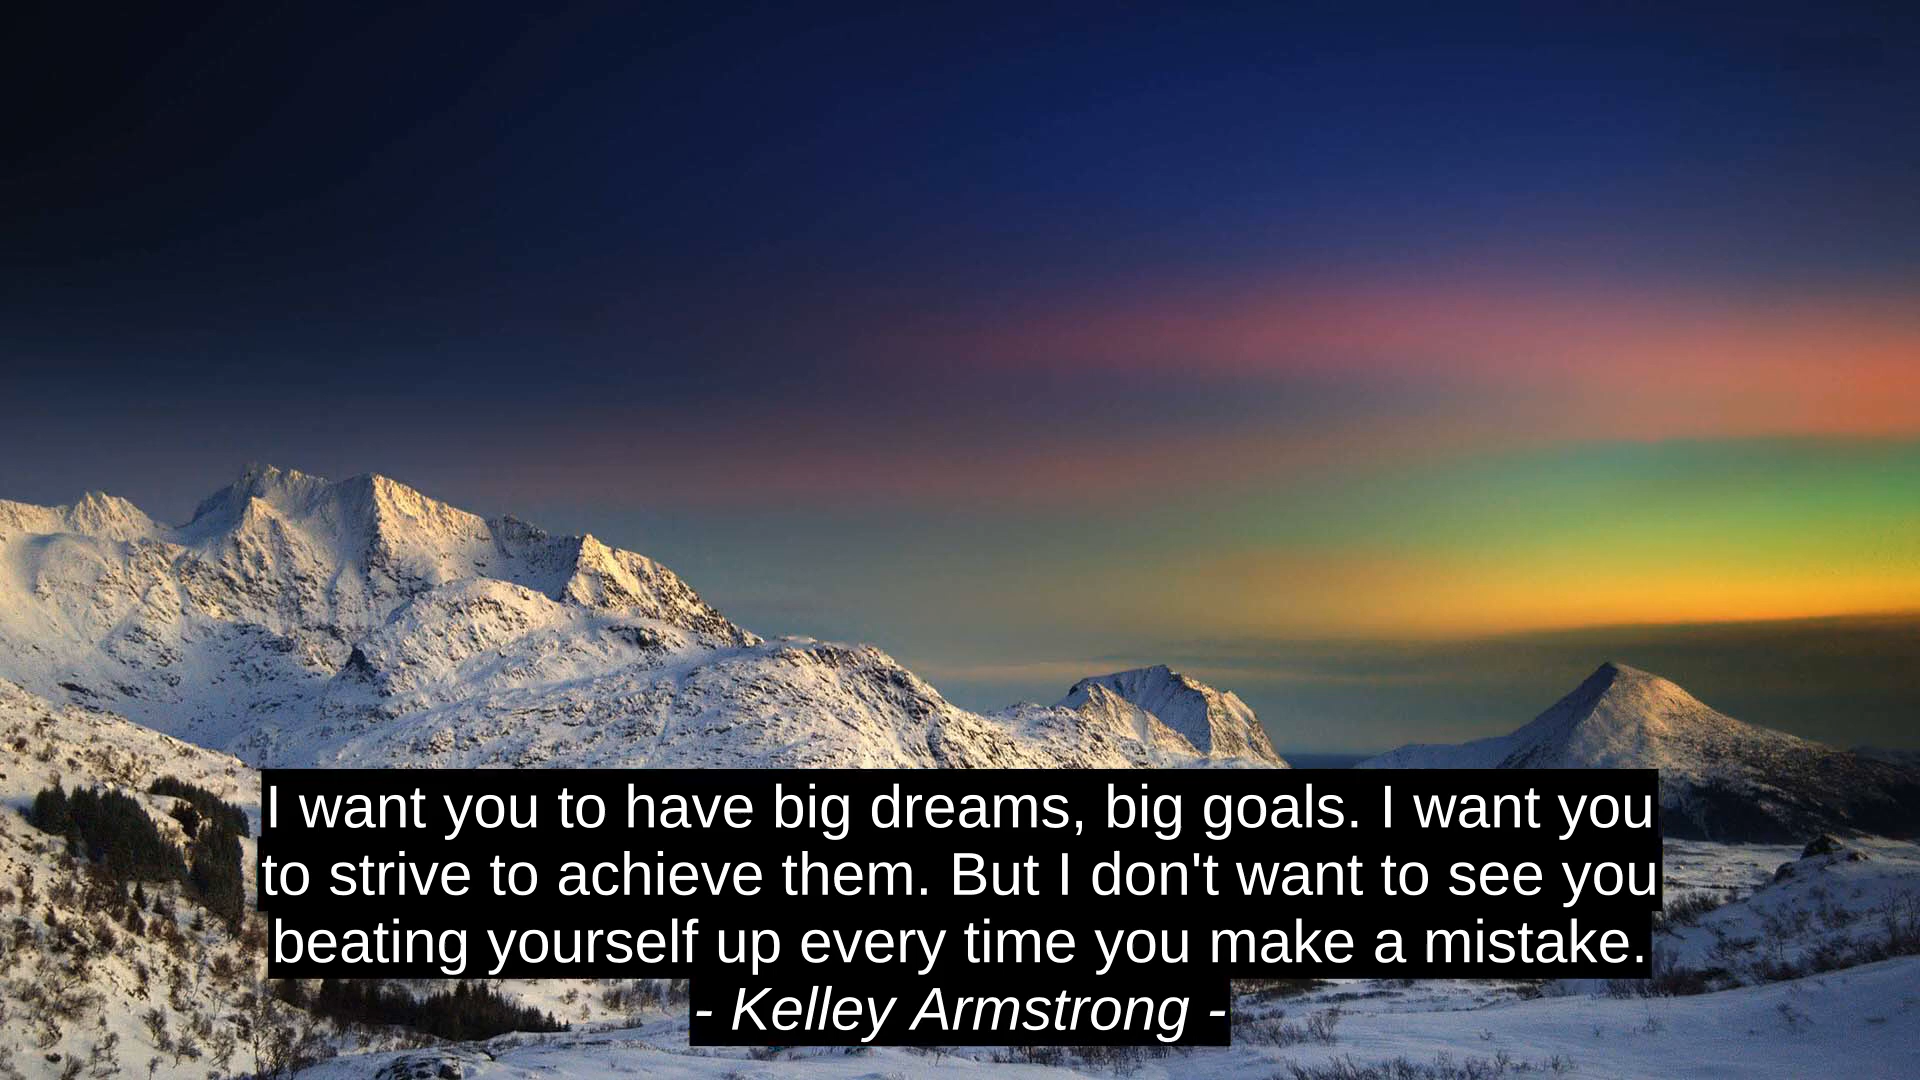 I want you to have big dreams, big goals. I want you
to strive to achieve them. But I don't want to see you
beating yourself up every time you make a mistake.
- Kelley Armstrong -